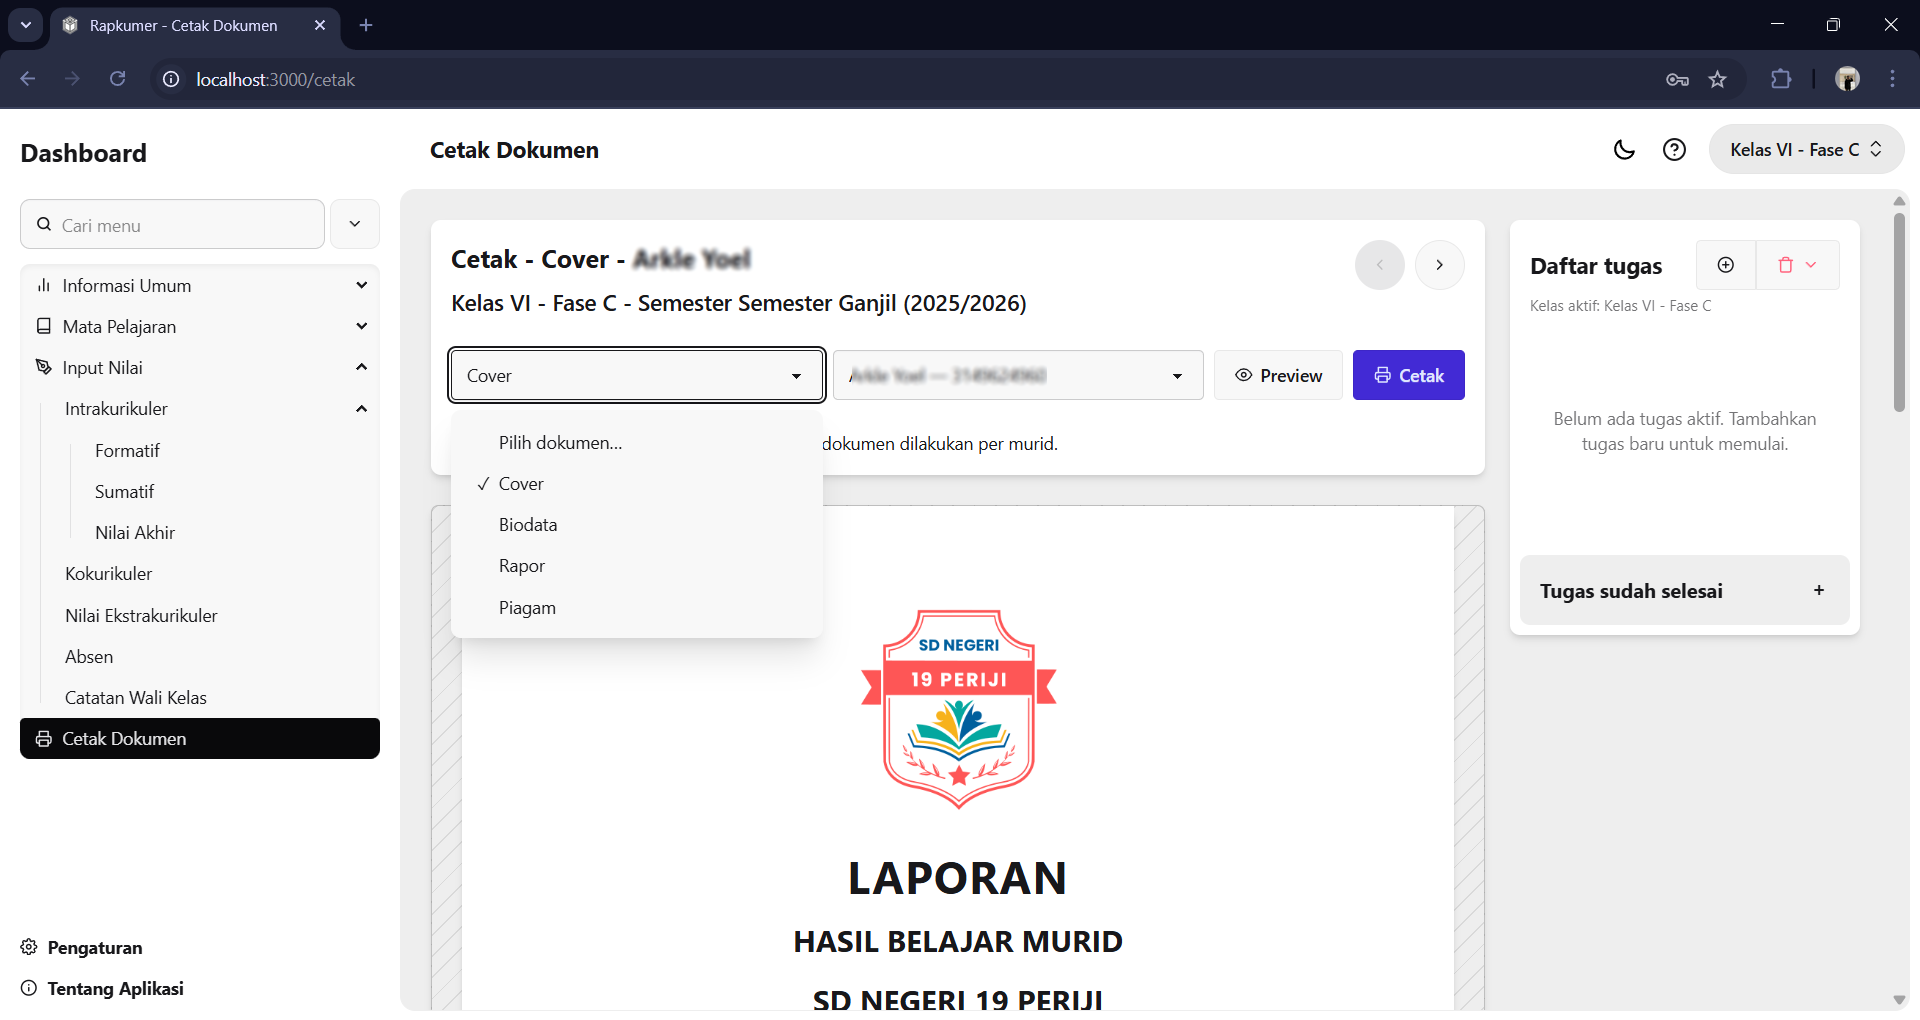 Rapkumer - Cetak Dokumen
localhost:3000/cetak
Dashboard
Cari menu
Informasi Umum
Mata Pelajaran
Input Nilai
Intrakurikuler
Formatif
Sumatif
Nilai Akhir
Kokurikuler
Nilai Ekstrakurikuler
Absen
Catatan Wali Kelas
Cetak Dokumen
Pengaturan
Tentang Aplikasi
Cetak Dokumen
Kelas VI - Fase C
Cetak - Cover -
Kelas VI - Fase C - Semester Semester Ganjil (2025/2026)
Cover
Preview
Cetak
Pilih dokumen...
✓ Cover
Biodata
Rapor
Piagam
dokumen dilakukan per murid.
SD NEGERI
19 PERIJI
LAPORAN
HASIL BELAJAR MURID
SD NEGERI 19 PERIJI
Daftar tugas
Kelas aktif: Kelas VI - Fase C
Belum ada tugas aktif. Tambahkan
tugas baru untuk memulai.
Tugas sudah selesai +